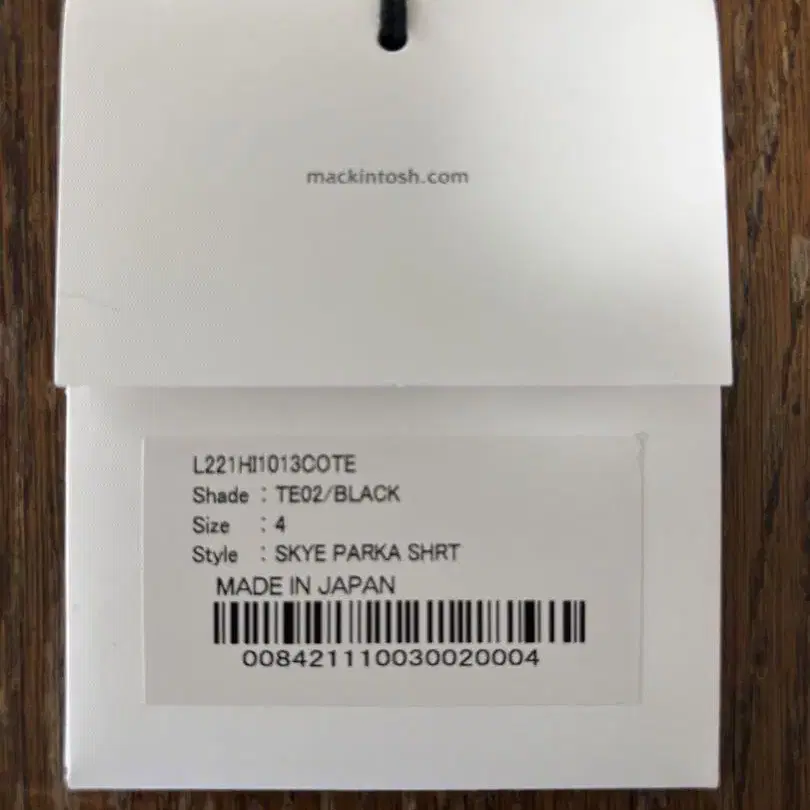 mackintosh.com
L221HI1013COTE
Shade : TE02/BLACK
Size : 4
Style : SKYE PARKA SHRT
MADE IN JAPAN
008421110030020004